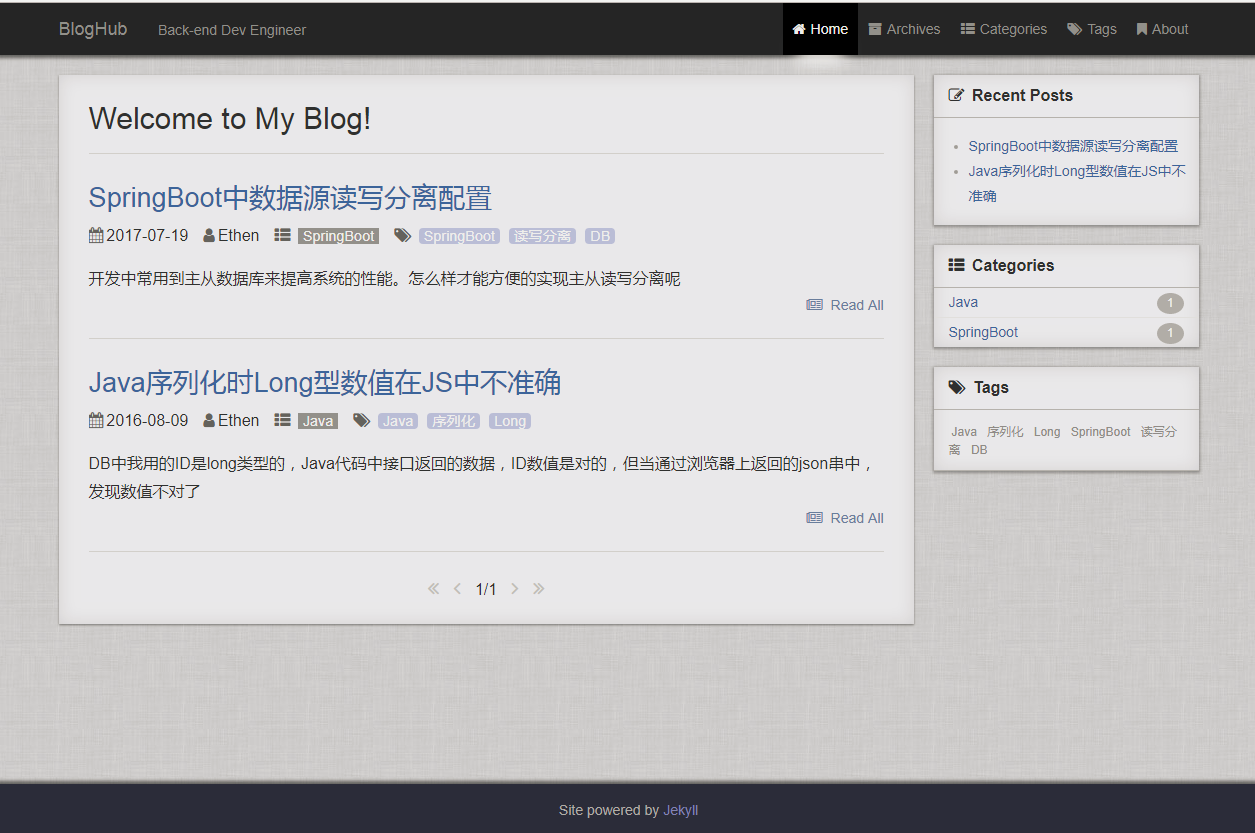 BlogHub Back-end Dev Engineer Home Archives Categories Tags About
Welcome to My Blog!
SpringBoot中数据源读写分离配置
2017-07-19 Ethen SpringBoot SpringBoot 读写分离 DB
开发中常用到主从数据库来提高系统的性能。怎么样才能方便的实现主从读写分离呢
Read All
Java序列化时Long型数值在JS中不准确
2016-08-09 Ethen Java Java 序列化 Long
DB中我用的ID是long类型的，Java代码中接口返回的数据，ID数值是对的，但当通过浏览器上返回的json串中，
发现数值不对了
Read All
1/1
Recent Posts
SpringBoot中数据源读写分离配置
Java序列化时Long型数值在JS中不
准确
Categories
Java 1
SpringBoot 1
Tags
Java 序列化 Long SpringBoot 读写分
离 DB
Site powered by Jekyll